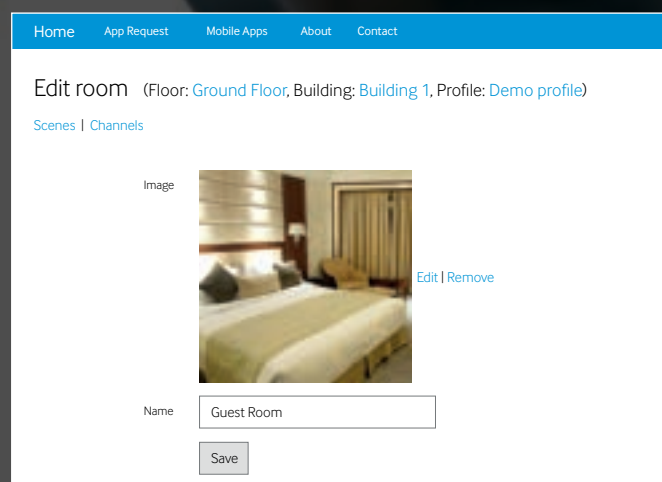 Home App Request Mobile Apps About Contact
Edit room (Floor: Ground Floor, Building: Building 1, Profile: Demo profile)
Scenes | Channels
Image
Edit | Remove
Name Guest Room
Save